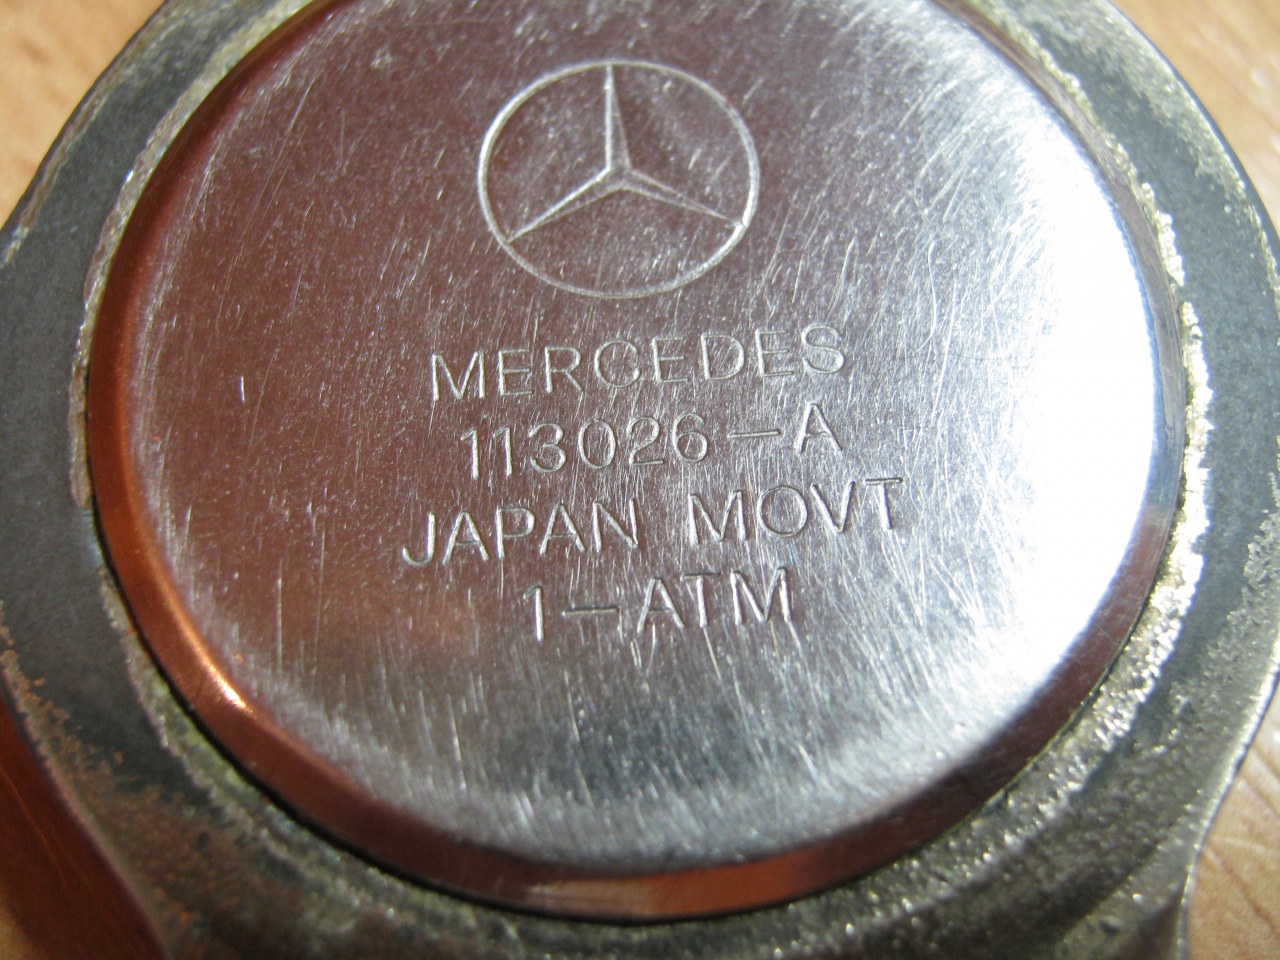 MERCEDES
113026-A
JAPAN MOVT
1-ATM